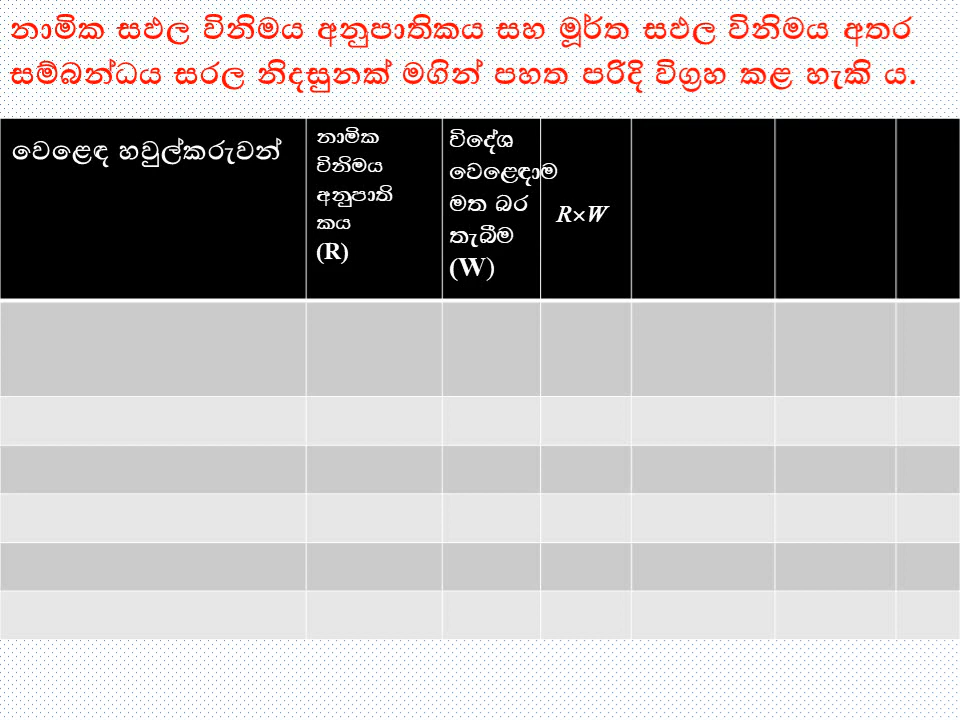 නාමික සඵල විනිමය අනුපාතිකය සහ මූර්ත සඵල විනිමය අතර
සම්බන්ධය සරල නිදසුනක් මගින් පහත පරිදි විග්‍රහ කළ හැකි ය.
වෙළෙඳ හවුල්කරුවන්
නාමික
විනිමය
අනුපාති
කය
(R)
විදේශ
වෙළෙඳාම
මත බර
තැබීම
(W)
R×W